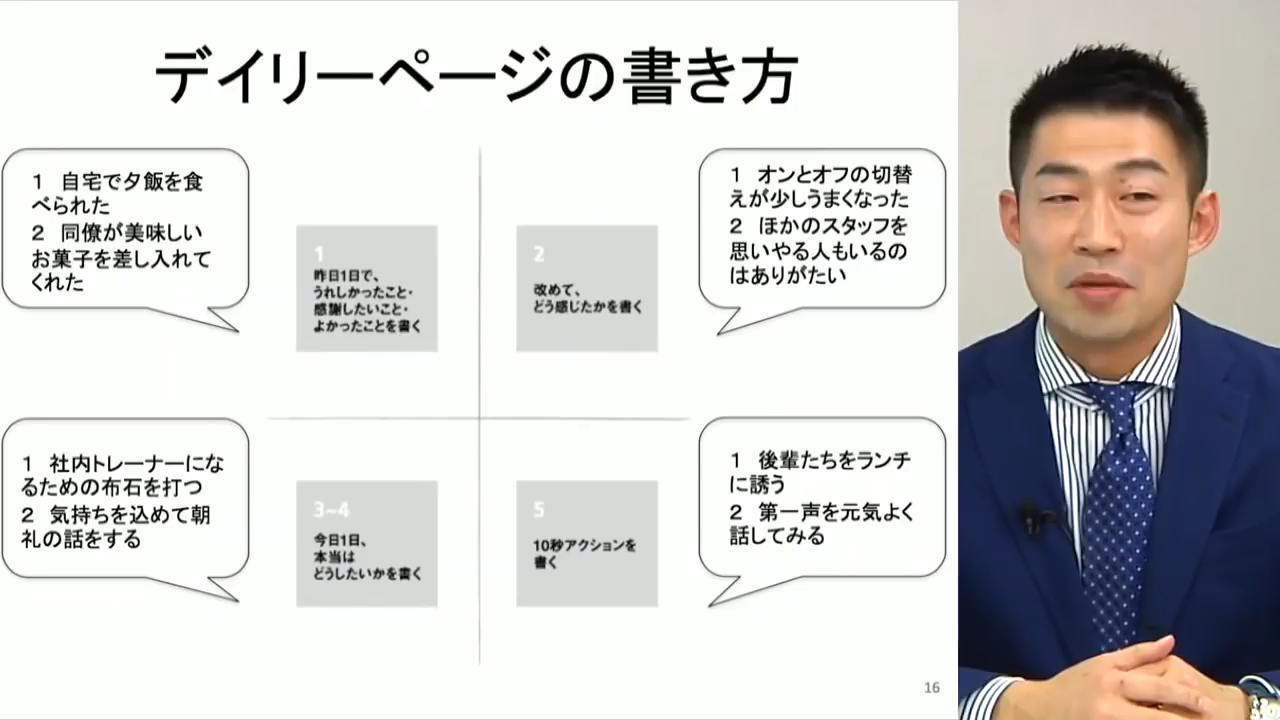 デイリーページの書き方
1　自宅で夕飯を食
べられた
2　同僚が美味しい
お菓子を差し入れて
くれた
1
昨日1日で、
うれしかったこと・
感謝したいこと・
よかったことを書く
2
改めて、
どう感じたかを書く
1　オンとオフの切替
えが少しうまくなった
2　ほかのスタッフを
思いやる人もいるの
はありがたい
1　社内トレーナーにな
るための布石を打つ
2　気持ちを込めて朝
礼の話をする
3~4
今日1日、
本当は
どうしたいかを書く
5
10秒アクションを
書く
1　後輩たちをランチ
に誘う
2　第一声を元気よく
話してみる
16